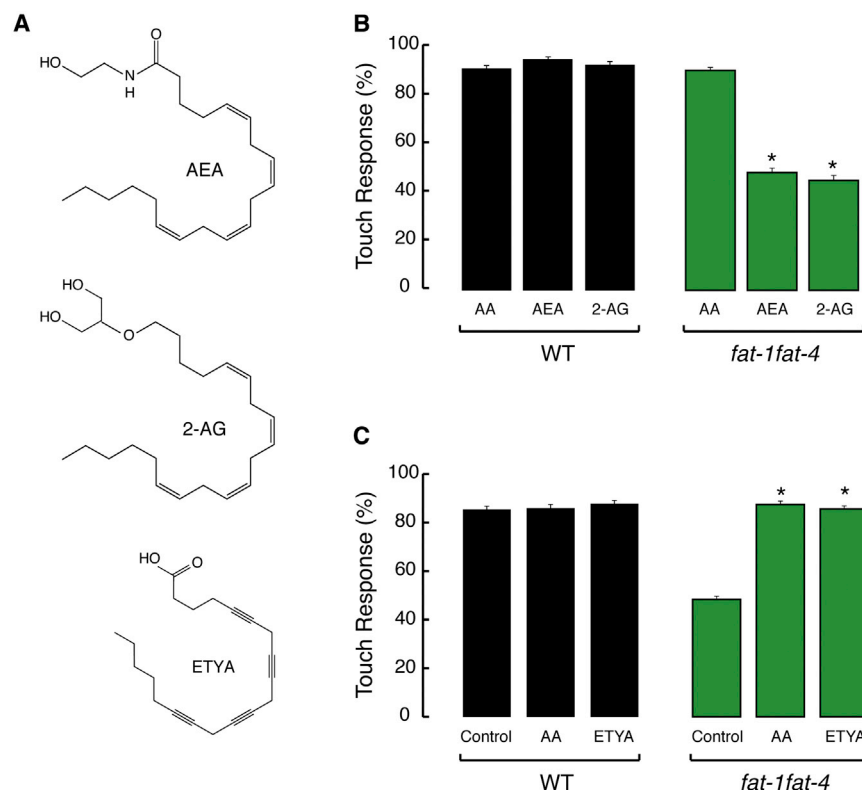 A
O
HO
N
H
AEA
HO
HO
O
2-AG
HO
O
ETYA
B
Touch Response (%)
100
80
60
40
20
0
* *
AA AEA 2-AG AA AEA 2-AG
WT fat-1fat-4
C
Touch Response (%)
100
80
60
40
20
0
* *
Control AA ETYA Control AA ETYA
WT fat-1fat-4